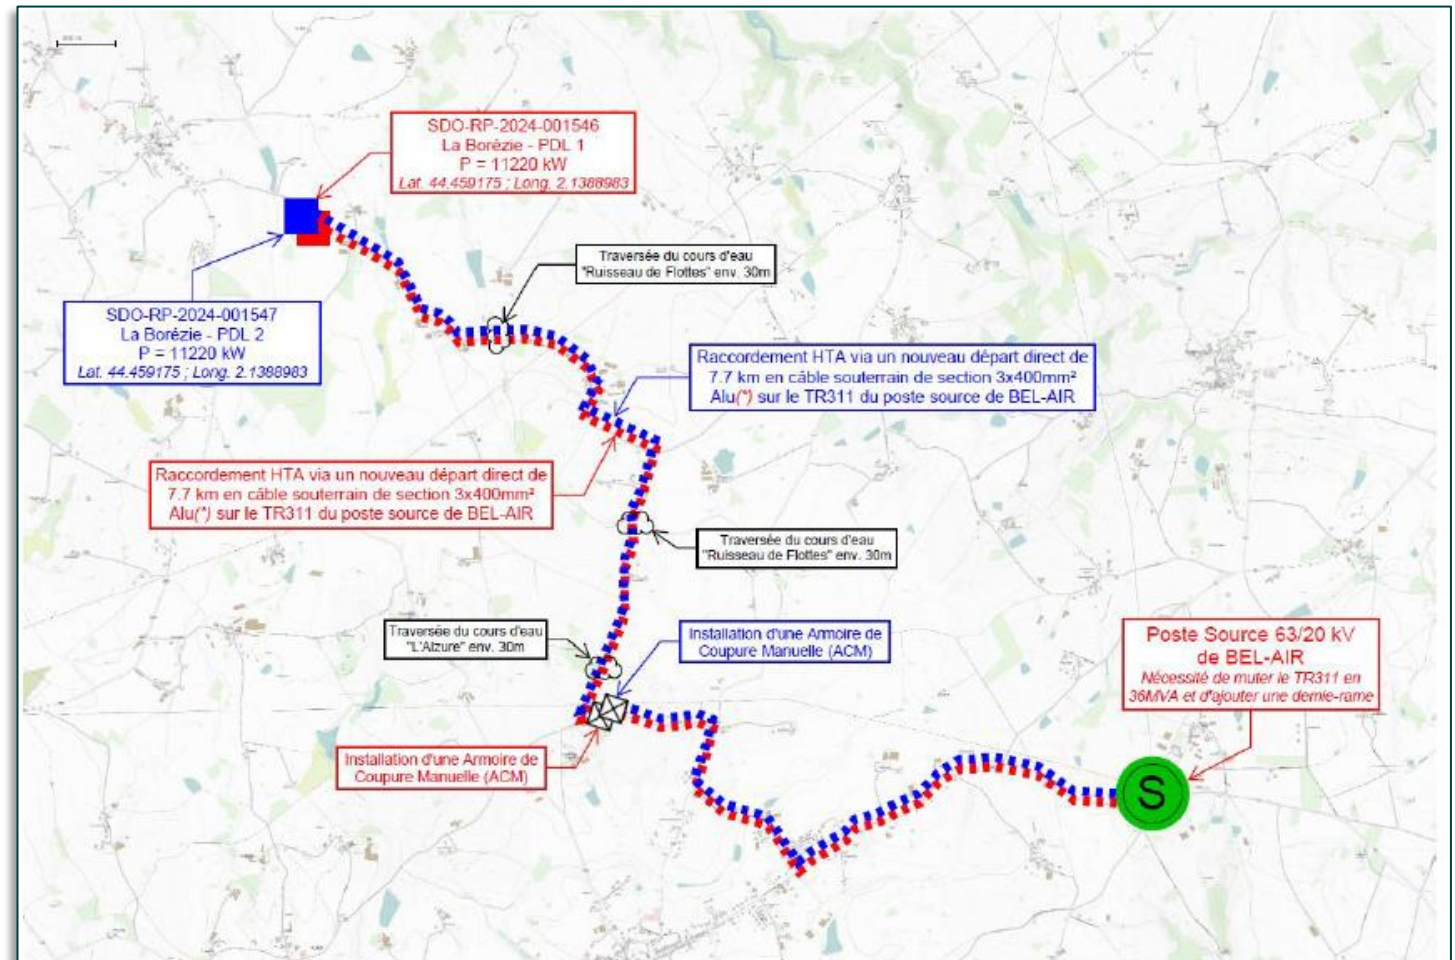 SDO-RP-2024-001546
La Borézie - PDL 1
P = 11220 kW
Lat. 44.459175 ; Long. 2.1388983
Traversée du cours d'eau
"Ruisseau de Flottes" env. 30m
SDO-RP-2024-001547
La Borézie - PDL 2
P = 11220 kW
Lat. 44.459175 ; Long. 2.1388983
Raccordement HTA via un nouveau départ direct de
7.7 km en câble souterrain de section 3x400mm²
Alu(*) sur le TR311 du poste source de BEL-AIR
Raccordement HTA via un nouveau départ direct de
7.7 km en câble souterrain de section 3x400mm²
Alu(*) sur le TR311 du poste source de BEL-AIR
Traversée du cours d'eau
"Ruisseau de Flottes" env. 30m
Traversée du cours d'eau
"L'Alzure" env. 30m
Installation d'une Armoire de
Coupure Manuelle (ACM)
Poste Source 63/20 kV
de BEL-AIR
Nécessité de muter le TR311 en
36MVA et d'ajouter une demie-rame
Installation d'une Armoire de
Coupure Manuelle (ACM)
S